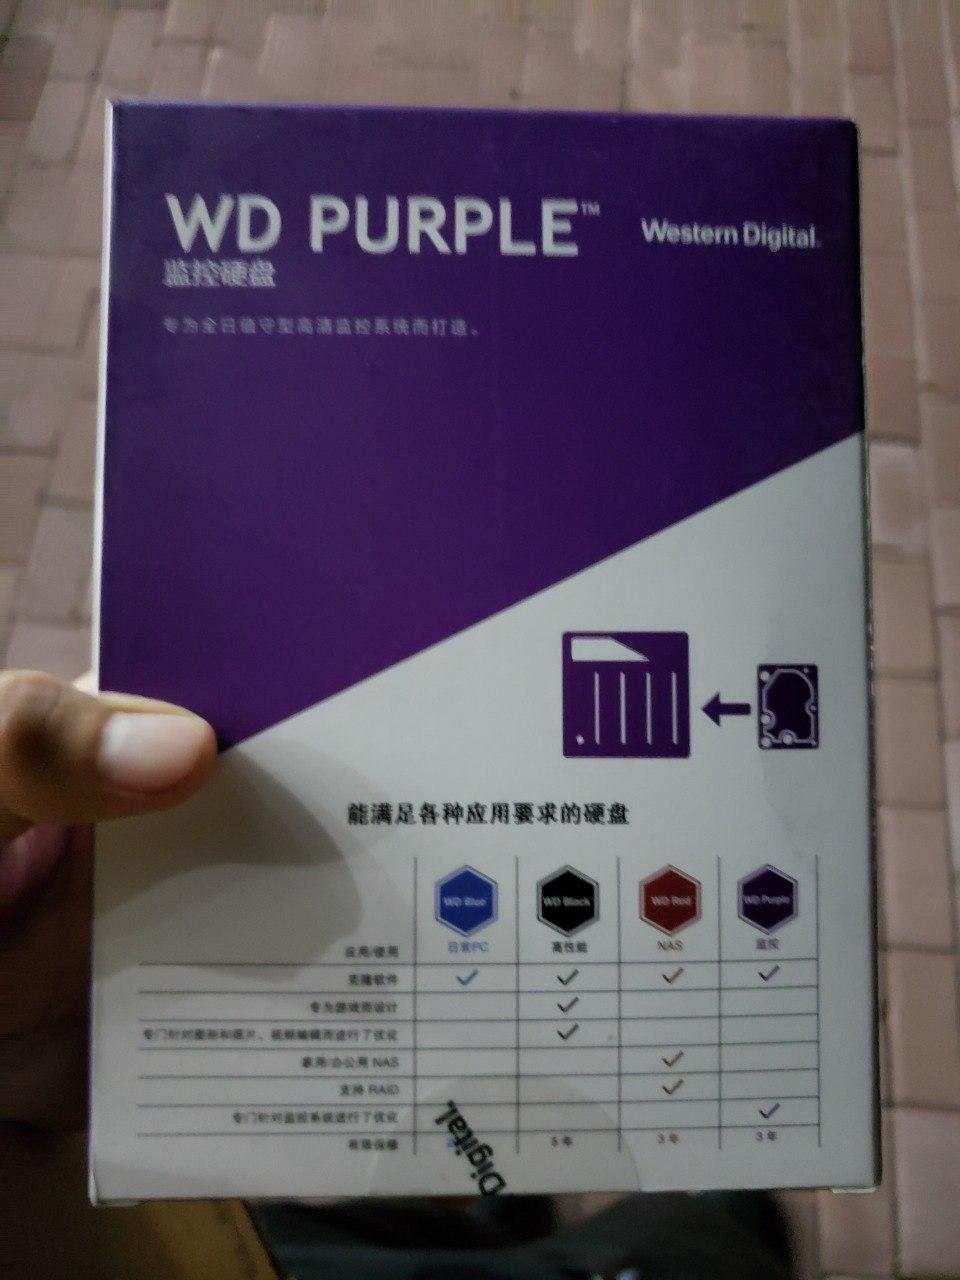 WD PURPLE™
Western Digital.
监控硬盘
专为全日值守型高清监控系统而打造。
能满足各种应用要求的硬盘
WD Blue WD Black WD Red WD Purple
应用/使用 日常PC 高性能 NAS 监控
克隆软件 ✓ ✓ ✓ ✓
专为游戏而设计 ✓
专门针对图形和照片、视频编辑而进行了优化 ✓
家用/办公用 NAS ✓
支持 RAID ✓
专门针对监控系统进行了优化 ✓
有限保修 5 年 3 年 3 年
Digital.